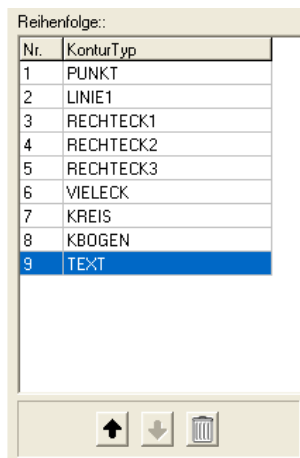 Reihenfolge::
Nr. KonturTyp
1 PUNKT
2 LINIE1
3 RECHTECK1
4 RECHTECK2
5 RECHTECK3
6 VIELECK
7 KREIS
8 KBOGEN
9 TEXT